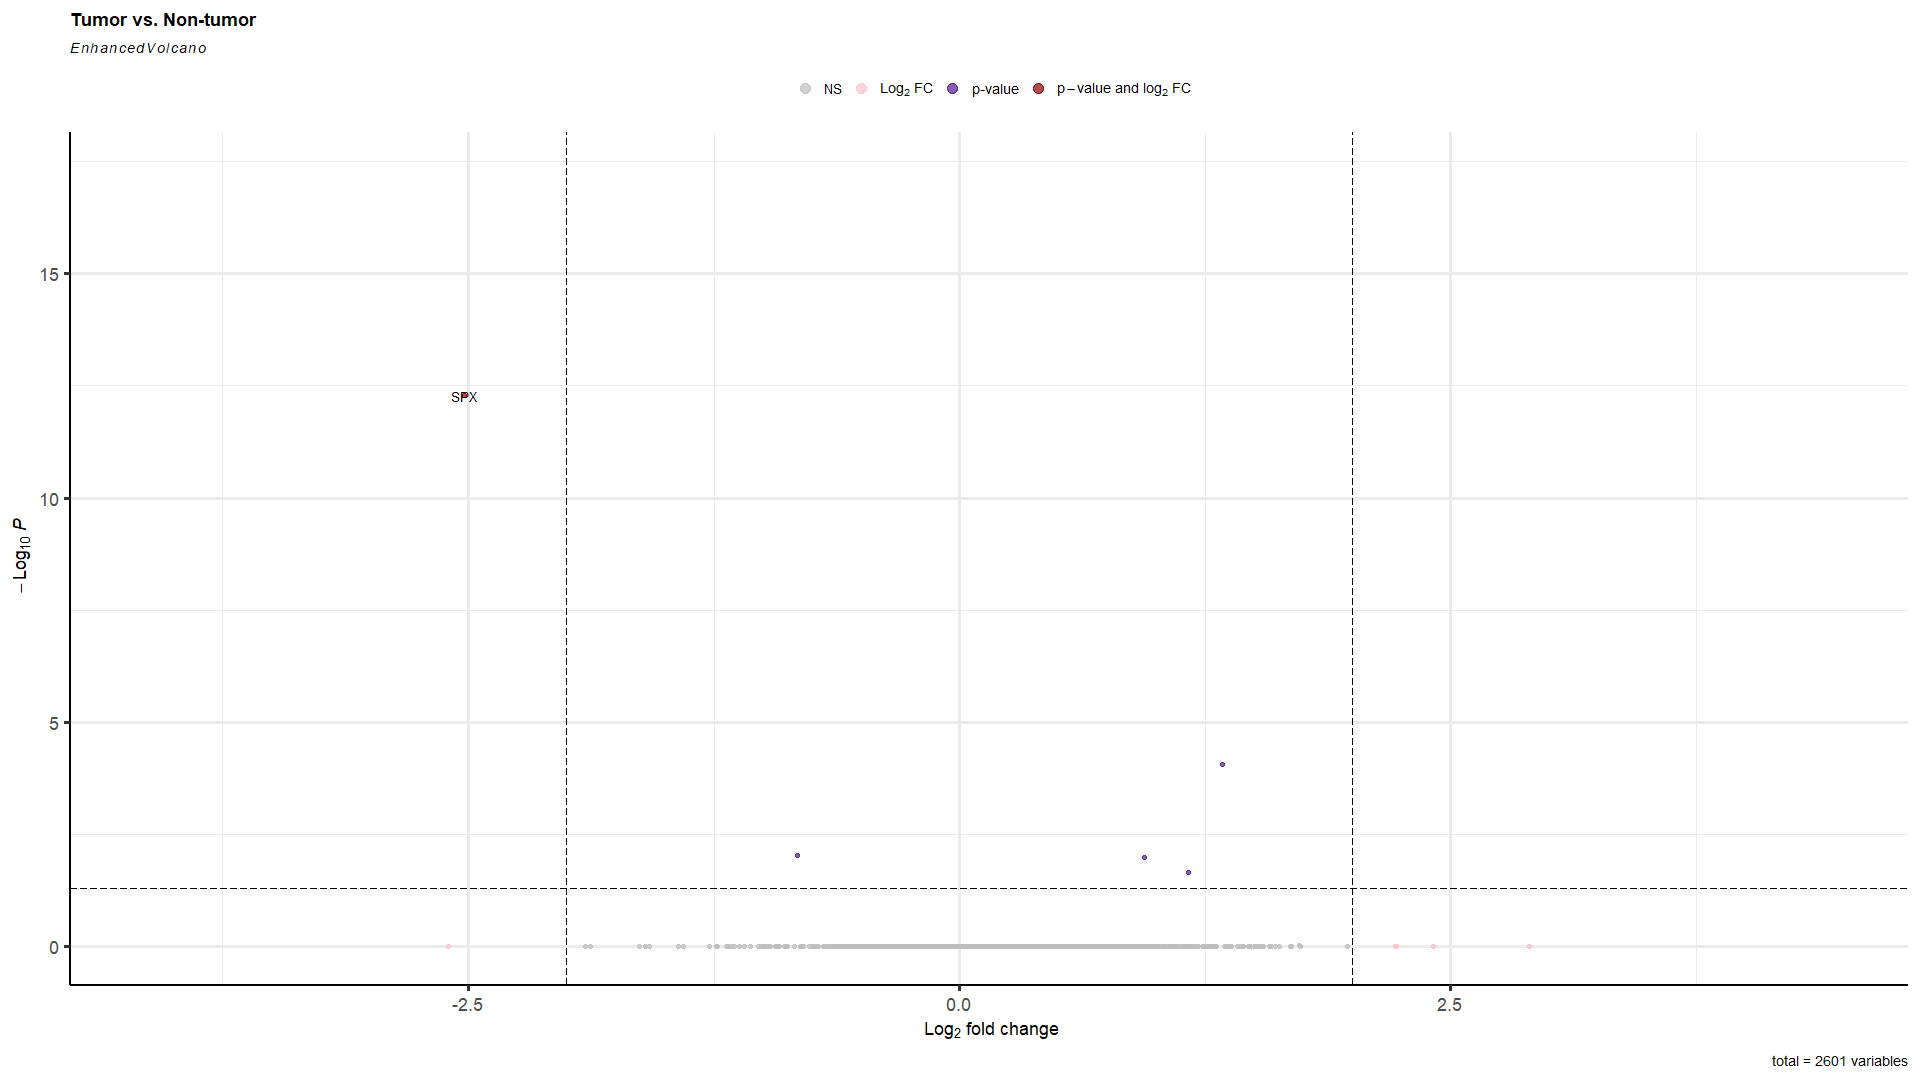 Tumor vs. Non-tumor
EnhancedVolcano
NS Log₂ FC p-value p − value and log₂ FC
15
10
5
0
− Log₁₀ P
SPX
-2.5 0.0 2.5
Log₂ fold change
total = 2601 variables